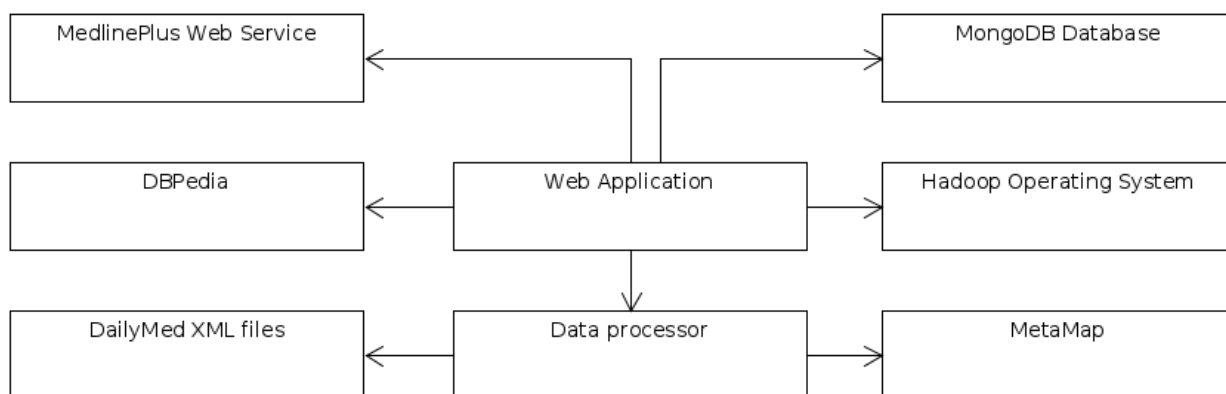 MedlinePlus Web Service
MongoDB Database
DBPedia
Web Application
Hadoop Operating System
DailyMed XML files
Data processor
MetaMap